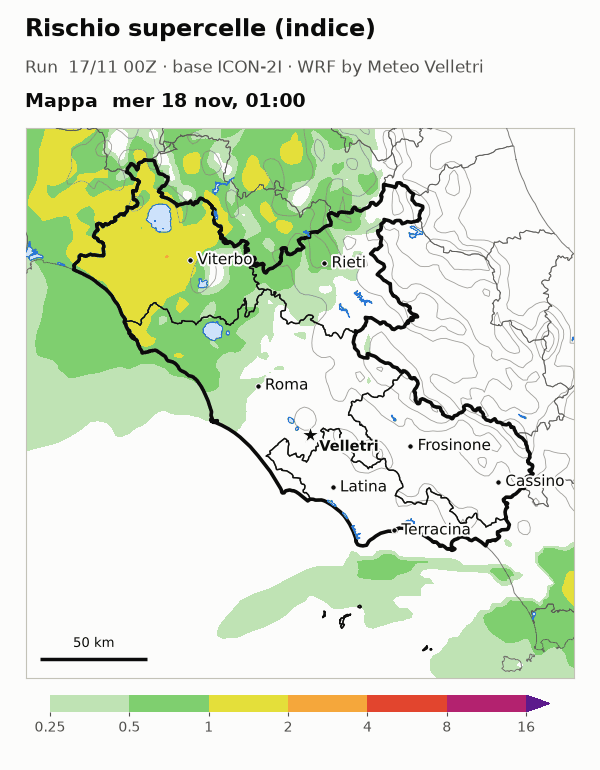 Rischio supercelle (indice)
Run  17/11 00Z · base ICON-2I · WRF by Meteo Velletri
Mappa  mer 18 nov, 01:00
Viterbo
Rieti
Roma
Velletri
Frosinone
Cassino
Latina
Terracina
50 km
0.25 0.5 1 2 4 8 16